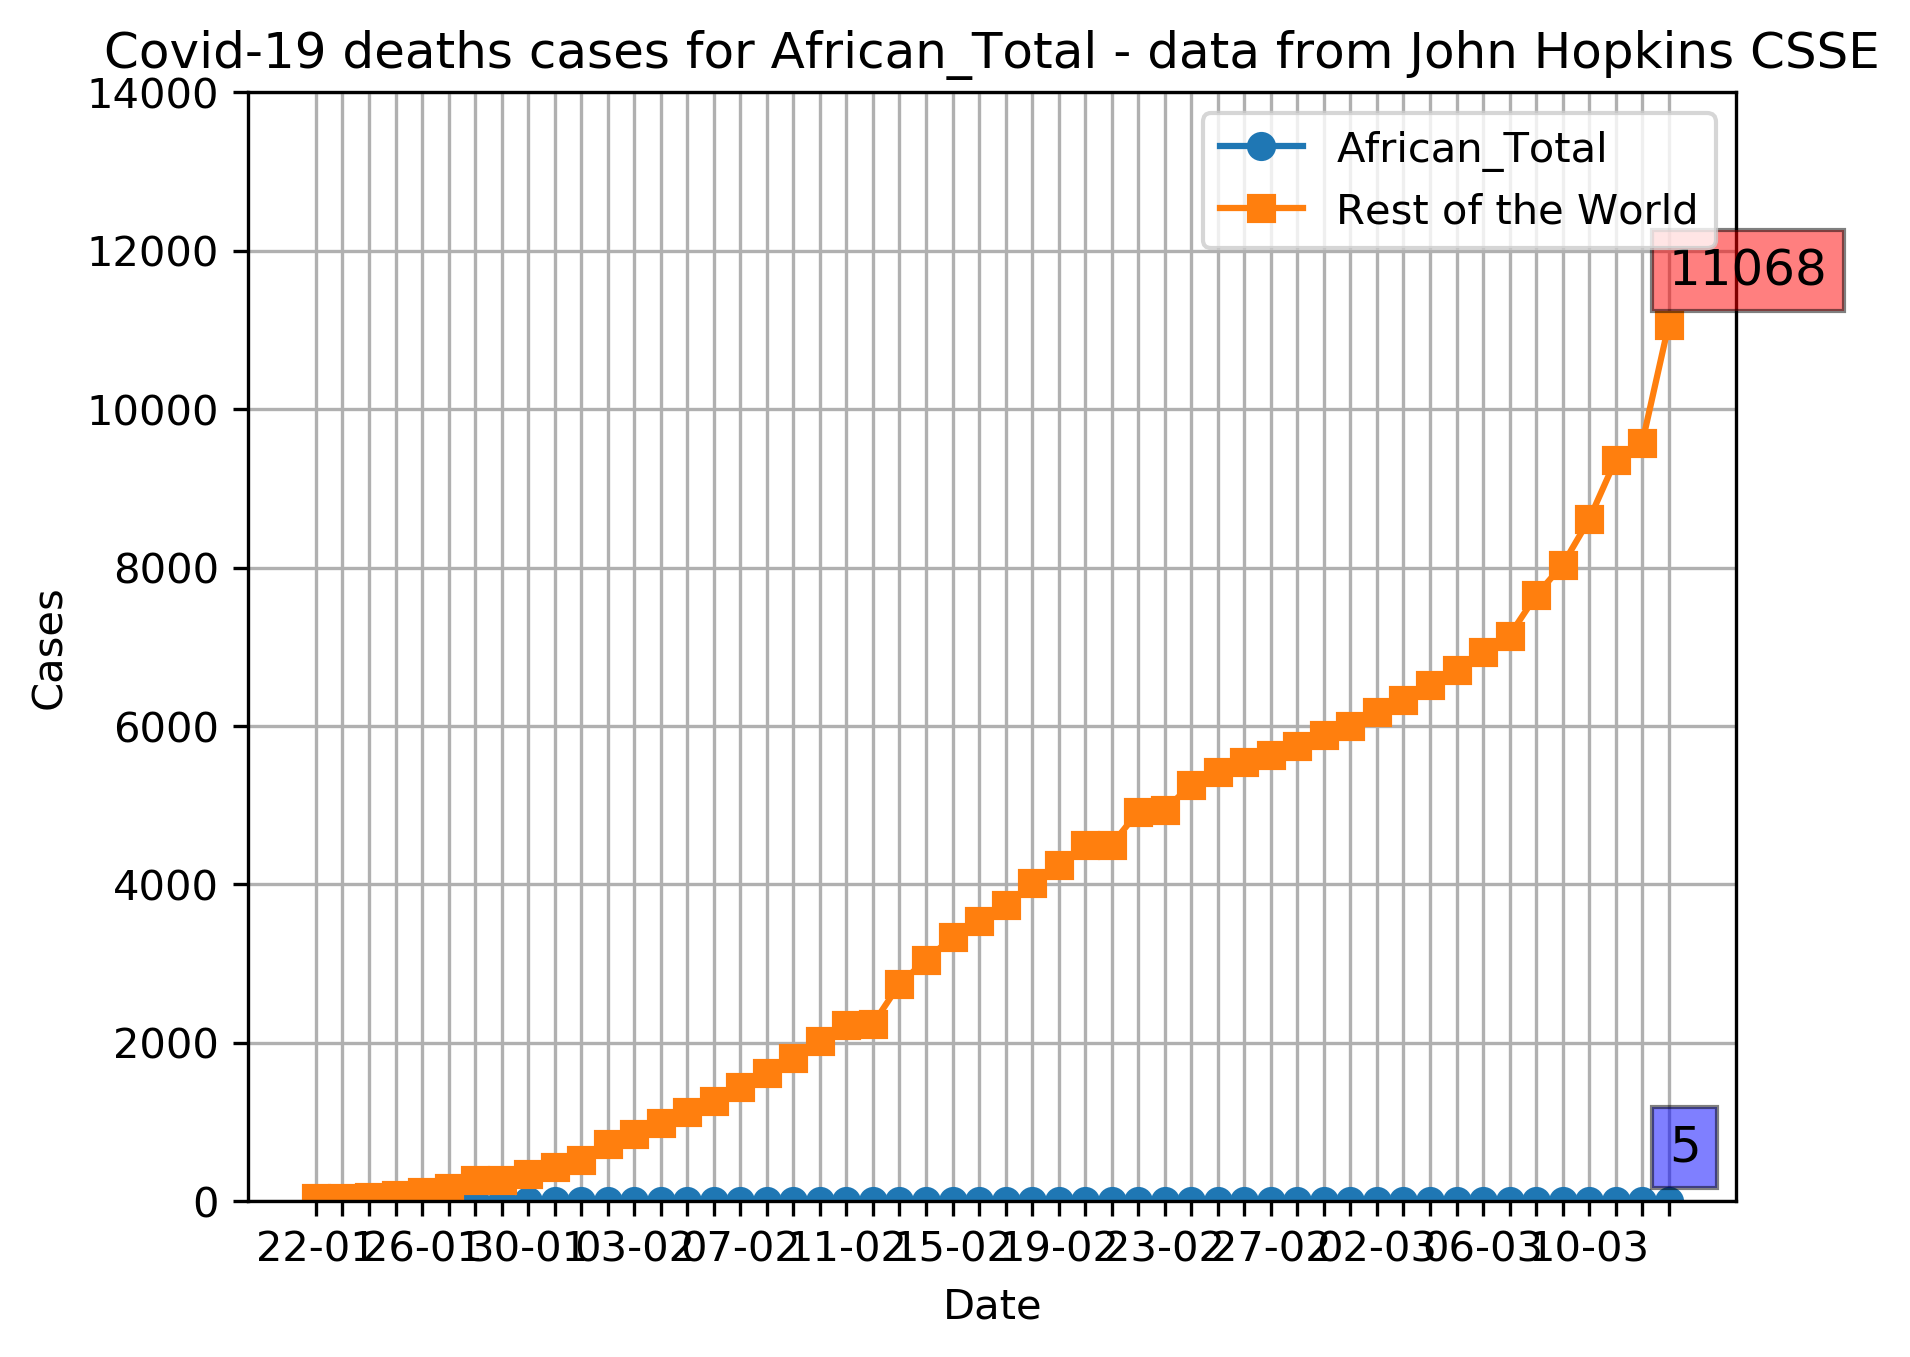 Covid-19 deaths cases for African_Total - data from John Hopkins CSSE
14000
12000
10000
8000
6000
4000
2000
0
Cases
African_Total
Rest of the World
11068
5
22-01 26-01 30-01 03-02 07-02 11-02 15-02 19-02 23-02 27-02 02-03 06-03 10-03
Date